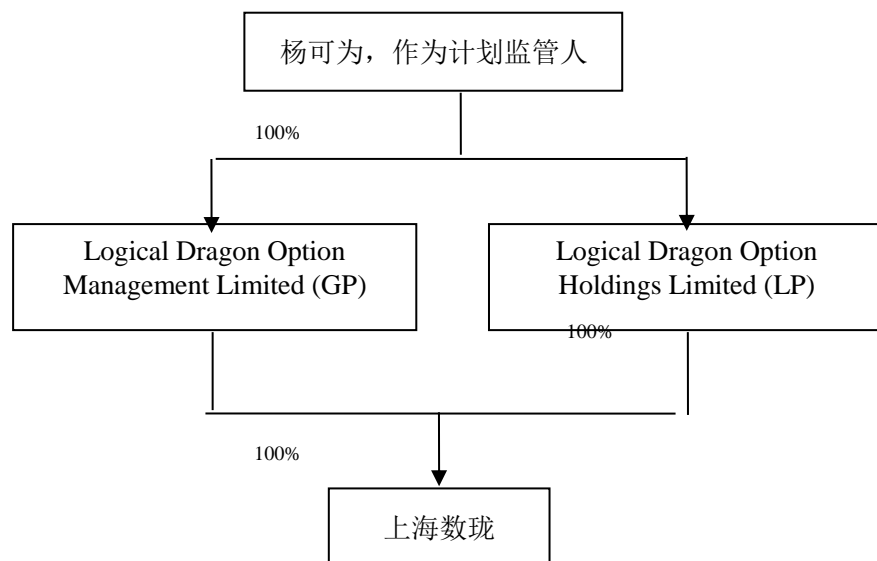 杨可为，作为计划监管人
100%
Logical Dragon Option
Management Limited (GP)
Logical Dragon Option
Holdings Limited (LP)
100%
100%
上海数珑